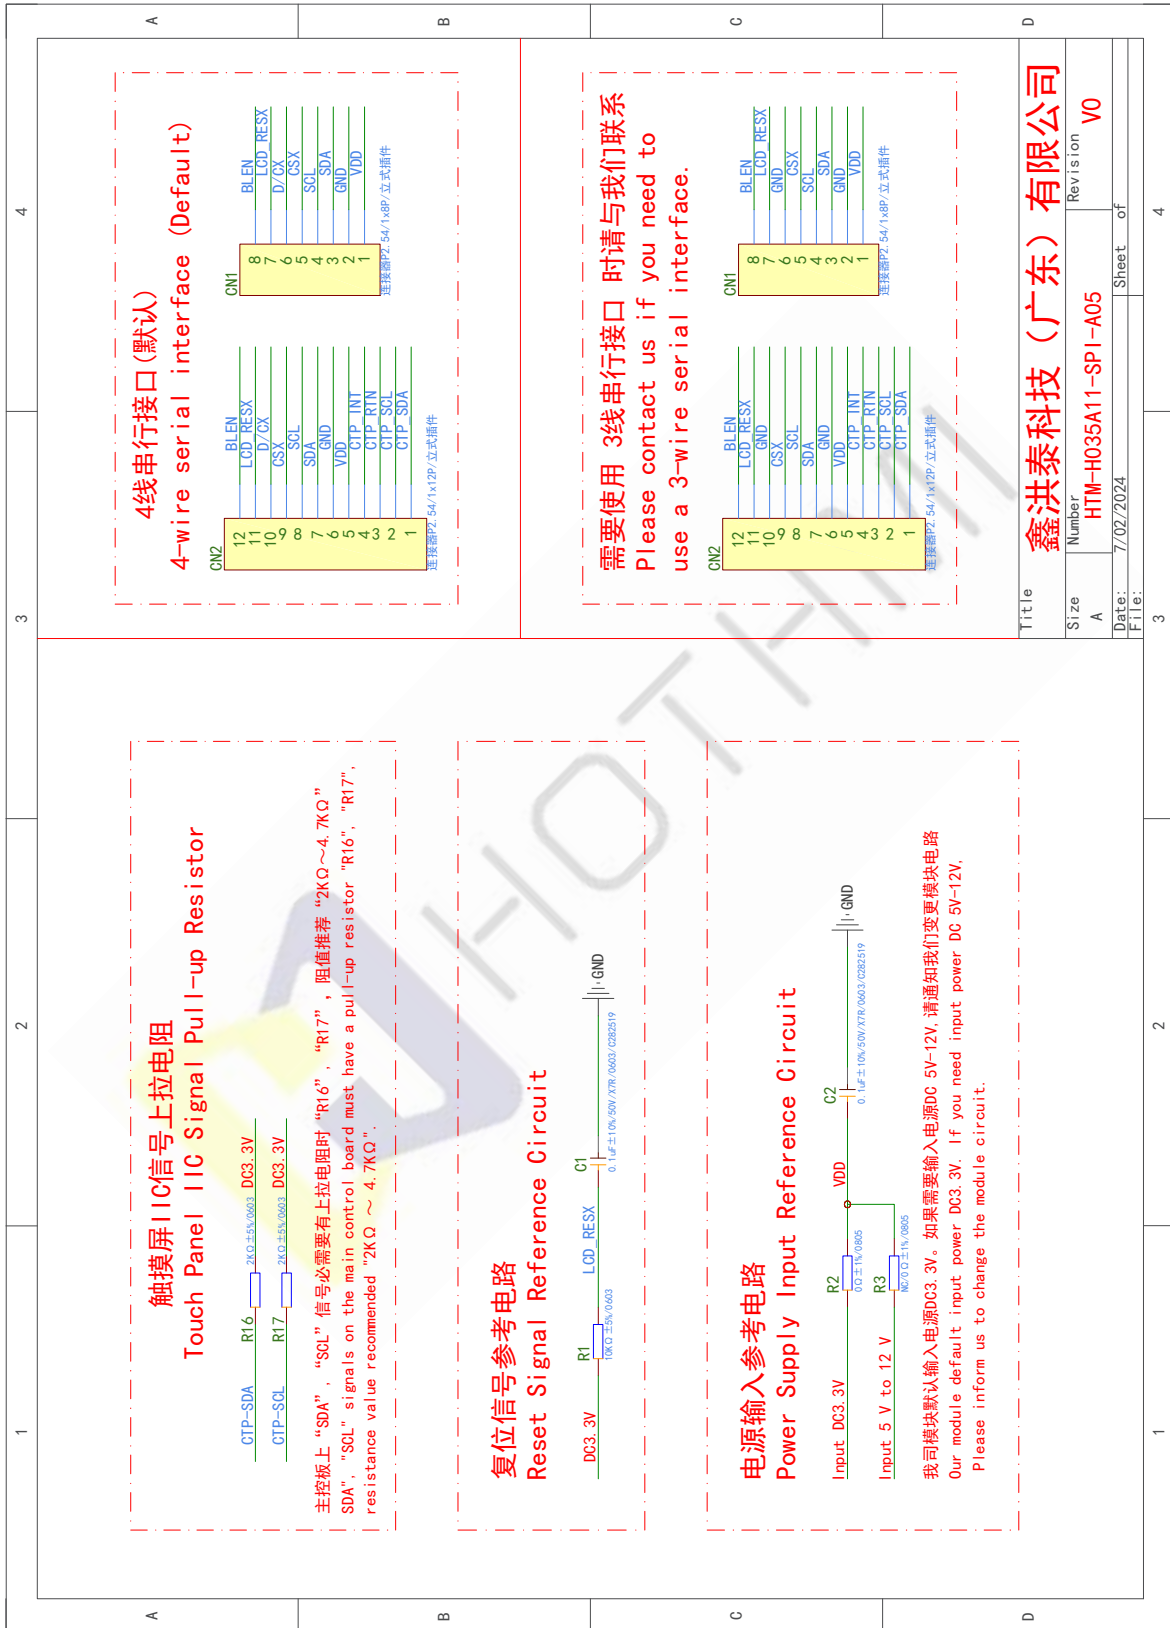 触摸屏IIC信号上拉电阻
Touch Panel IIC Signal Pull-up Resistor
CTP-SDA R16 2KΩ±5%/0603 DC3.3V
CTP-SCL R17 2KΩ±5%/0603 DC3.3V
主控板上“SDA”,“SCL”信号必需要有上拉电阻时“R16”,“R17”,阻值推荐“2KΩ～4.7KΩ”
SDA", "SCL" signals on the main control board must have a pull-up resistor "R16", "R17",
resistance value recommended "2KΩ ～ 4.7KΩ".
复位信号参考电路
Reset Signal Reference Circuit
DC3.3V R1 LCD_RESX C1 GND
10KΩ±5%/0603 0.1uF±10%/50V/X7R/0603/C282519
电源输入参考电路
Power Supply Input Reference Circuit
Input DC3.3V R2 VDD C2 GND
0Ω±1%/0805 0.1uF±10%/50V/X7R/0603/C282519
Input 5 V to 12 V R3
NC/0Ω±1%/0805
我司模块默认输入电源DC3.3V。如果需要输入电源DC 5V-12V,请通知我们变更模块电路
Our module default input power DC3.3V. If you need input power DC 5V-12V,
Please inform us to change the module circuit.
4线串行接口(默认)
4-wire serial interface (Default)
CN2
12 BLEN
11 LCD_RESX
10 D/CX
9 CSX
8 SCL
7 SDA
6 GND
5 VDD
4 CTP_INT
3 CTP_RTN
2 CTP_SCL
1 CTP_SDA
连接器P2.54/1x12P/立式插件
CN1
8 BLEN
7 LCD_RESX
6 D/CX
5 CSX
4 SCL
3 SDA
2 GND
1 VDD
连接器P2.54/1x8P/立式插件
需要使用 3线串行接口 时请与我们联系
Please contact us if you need to
use a 3-wire serial interface.
CN2
12 BLEN
11 LCD_RESX
10 GND
9 CSX
8 SCL
7 SDA
6 GND
5 VDD
4 CTP_INT
3 CTP_RTN
2 CTP_SCL
1 CTP_SDA
连接器P2.54/1x12P/立式插件
CN1
8 BLEN
7 LCD_RESX
6 GND
5 CSX
4 SCL
3 SDA
2 GND
1 VDD
连接器P2.54/1x8P/立式插件
Title
鑫洪泰科技（广东）有限公司
Size Number Revision
A HTM-H035A11-SPI-A05 V0
Date: 7/02/2024 Sheet of
File:
HOTHM
1 2 3 4
1 2 3 4
A B C D
A B C D